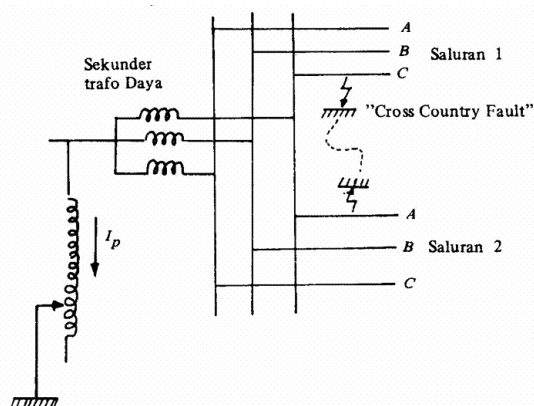 A
B Saluran 1
C
Sekunder
trafo Daya
"Cross Country Fault"
Ip
A
B Saluran 2
C